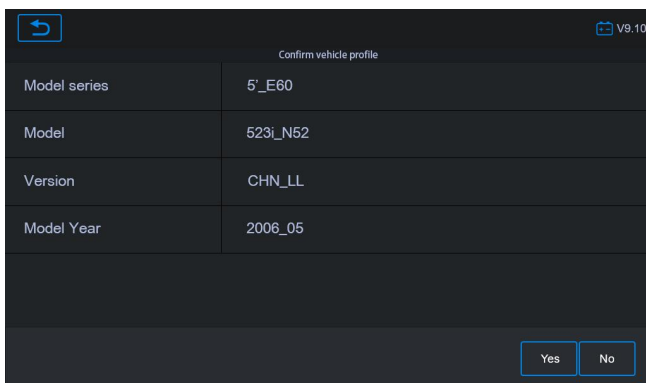 V9.10
Confirm vehicle profile
Model series 5'_E60
Model 523i_N52
Version CHN_LL
Model Year 2006_05
Yes No